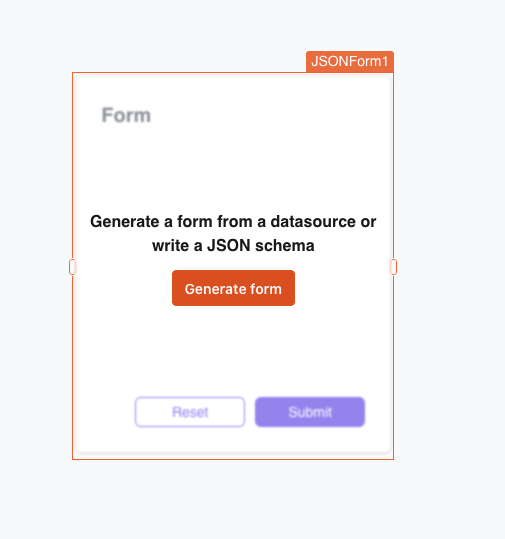 JSONForm1
Form
Generate a form from a datasource or
write a JSON schema
Generate form
Reset
Submit